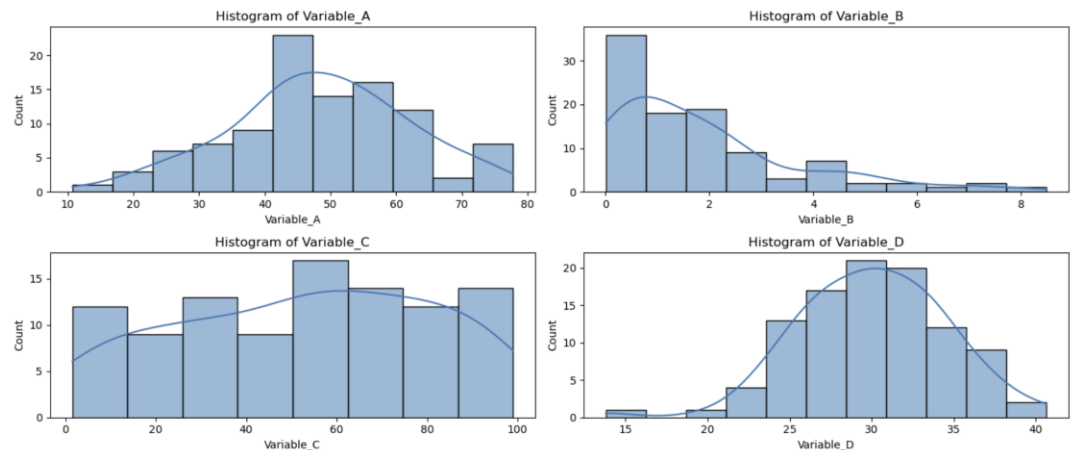 Histogram of Variable_A
Count
20
15
10
5
0
10 20 30 40 50 60 70 80
Variable_A
Histogram of Variable_B
Count
30
20
10
0
0 2 4 6 8
Variable_B
Histogram of Variable_C
Count
15
10
5
0
0 20 40 60 80 100
Variable_C
Histogram of Variable_D
Count
20
15
10
5
0
15 20 25 30 35 40
Variable_D